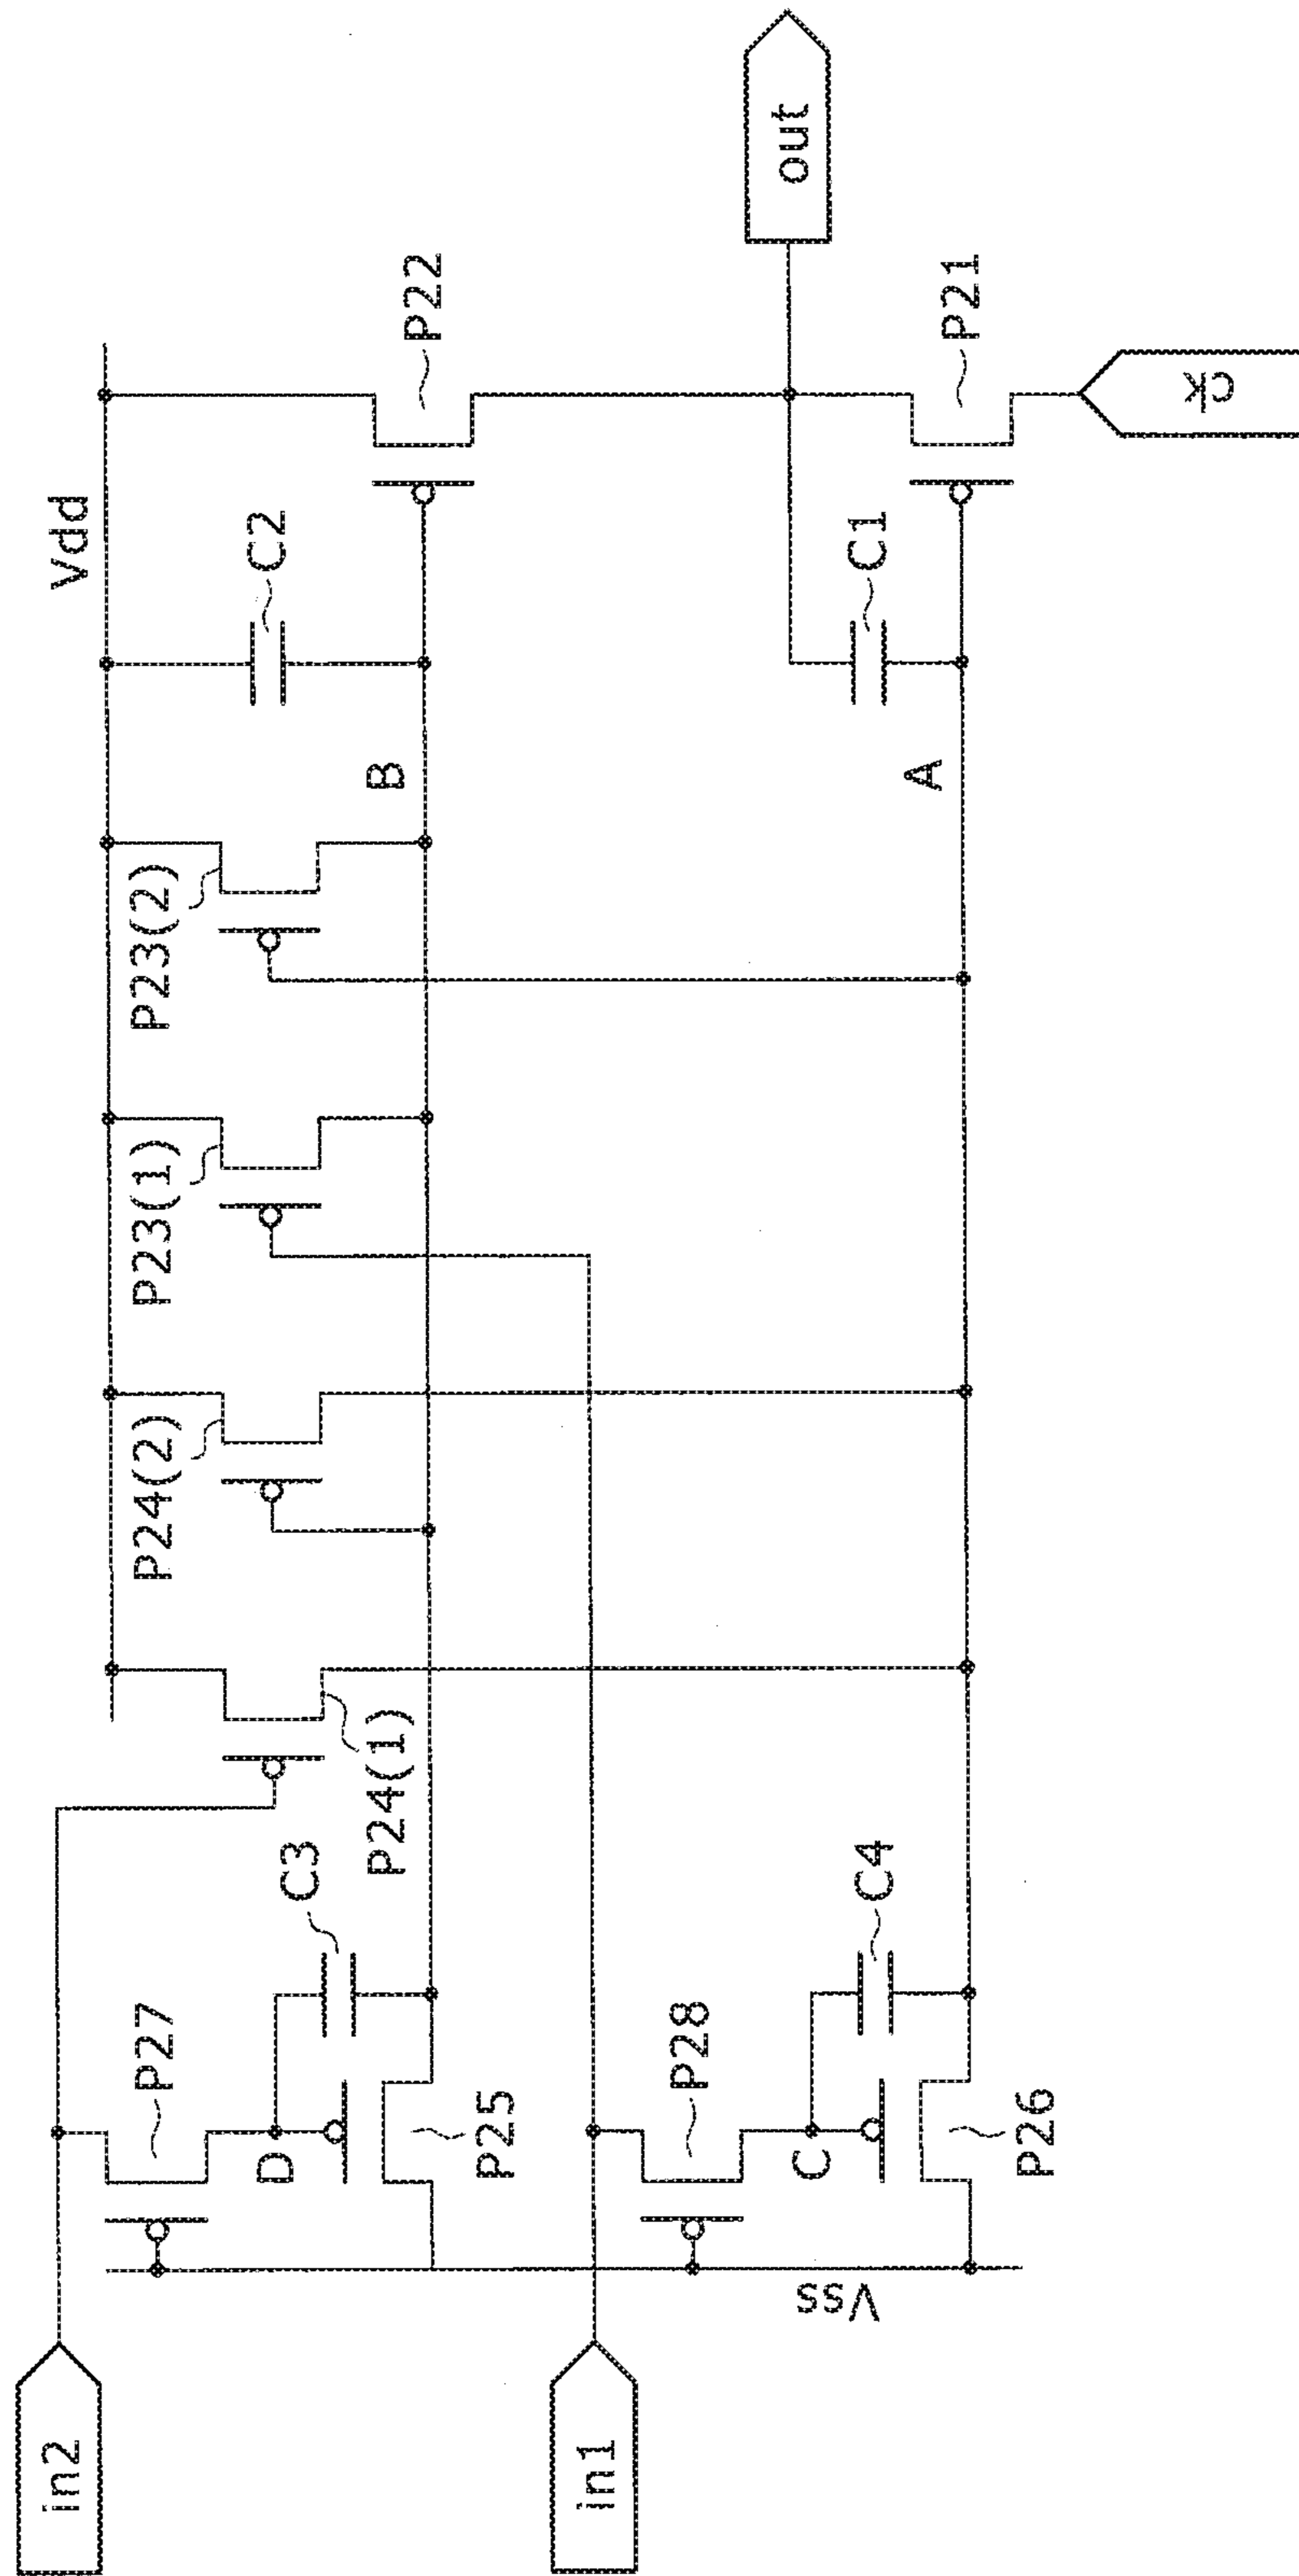 in2
in1
P27
D
C3
P25
P24(1)
P24(2)
P23(1)
P23(2)
Vdd
C2
P22
B
P28
C
C4
P26
Vss
A
C1
P21
out
ck